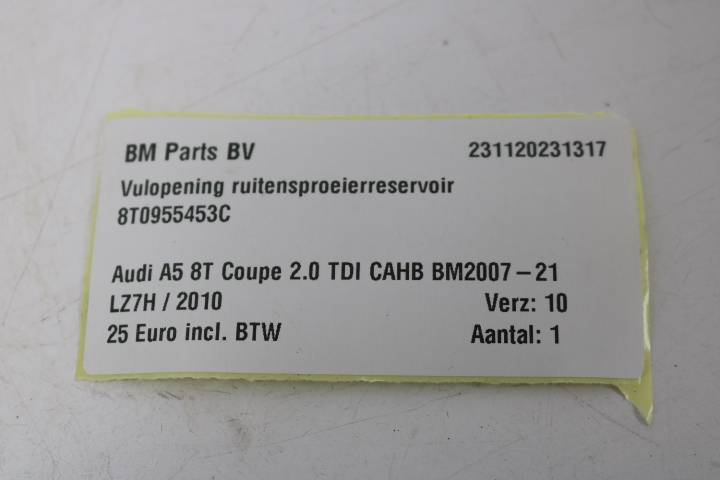 BM Parts BV 231120231317
Vulopening ruitensproeierreservoir
8T0955453C
Audi A5 8T Coupe 2.0 TDI CAHB BM2007-21
LZ7H / 2010 Verz: 10
25 Euro incl. BTW Aantal: 1